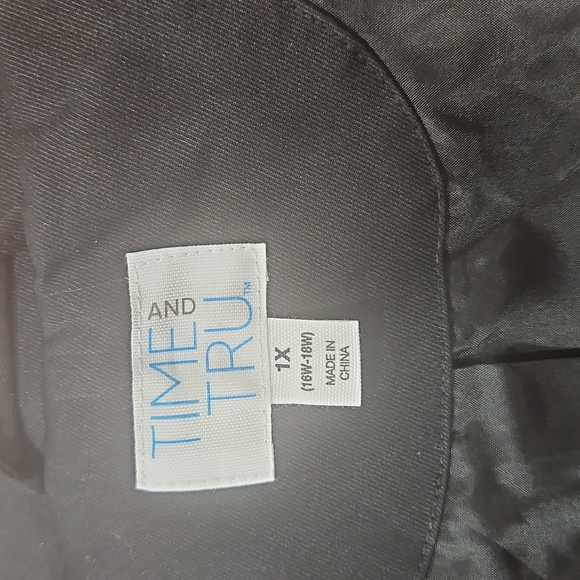 TIME AND
TRU™
1X
(16W-18W)
MADE IN
CHINA